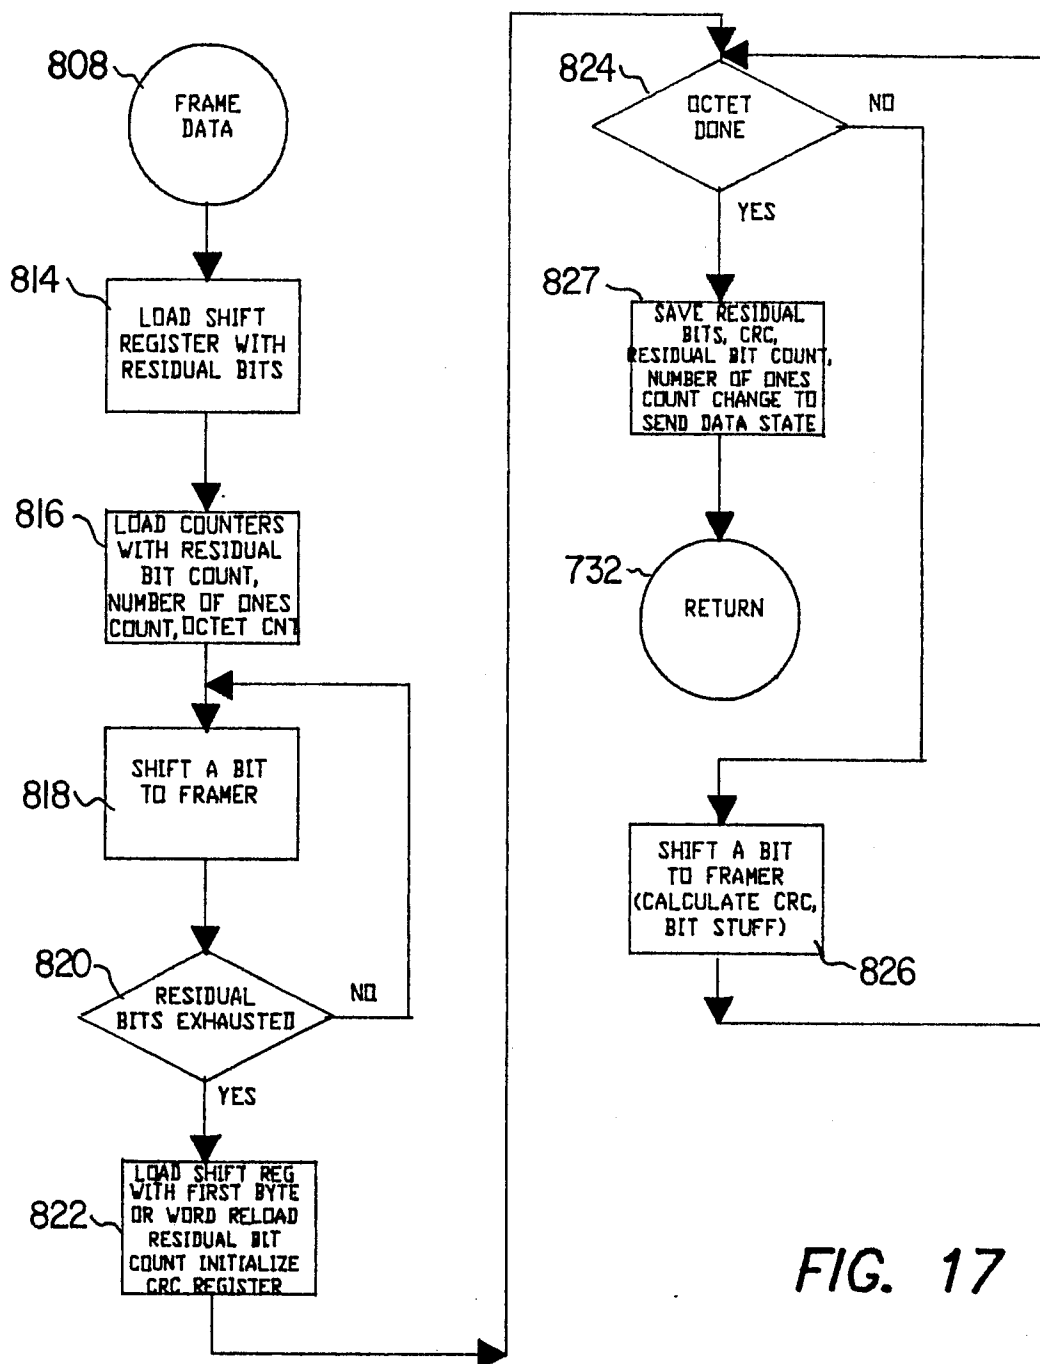 808
FRAME
DATA
814
LOAD SHIFT
REGISTER WITH
RESIDUAL BITS
816
LOAD COUNTERS
WITH RESIDUAL
BIT COUNT,
NUMBER OF ONES
COUNT, OCTET CNT
818
SHIFT A BIT
TO FRAMER
820
RESIDUAL
BITS EXHAUSTED
NO
YES
822
LOAD SHIFT REG
WITH FIRST BYTE
OR WORD RELOAD
RESIDUAL BIT
COUNT INITIALIZE
CRC REGISTER
824
OCTET
DONE
NO
YES
827
SAVE RESIDUAL
BITS, CRC,
RESIDUAL BIT COUNT,
NUMBER OF ONES
COUNT CHANGE TO
SEND DATA STATE
732
RETURN
SHIFT A BIT
TO FRAMER
(CALCULATE CRC,
BIT STUFF)
826
FIG. 17